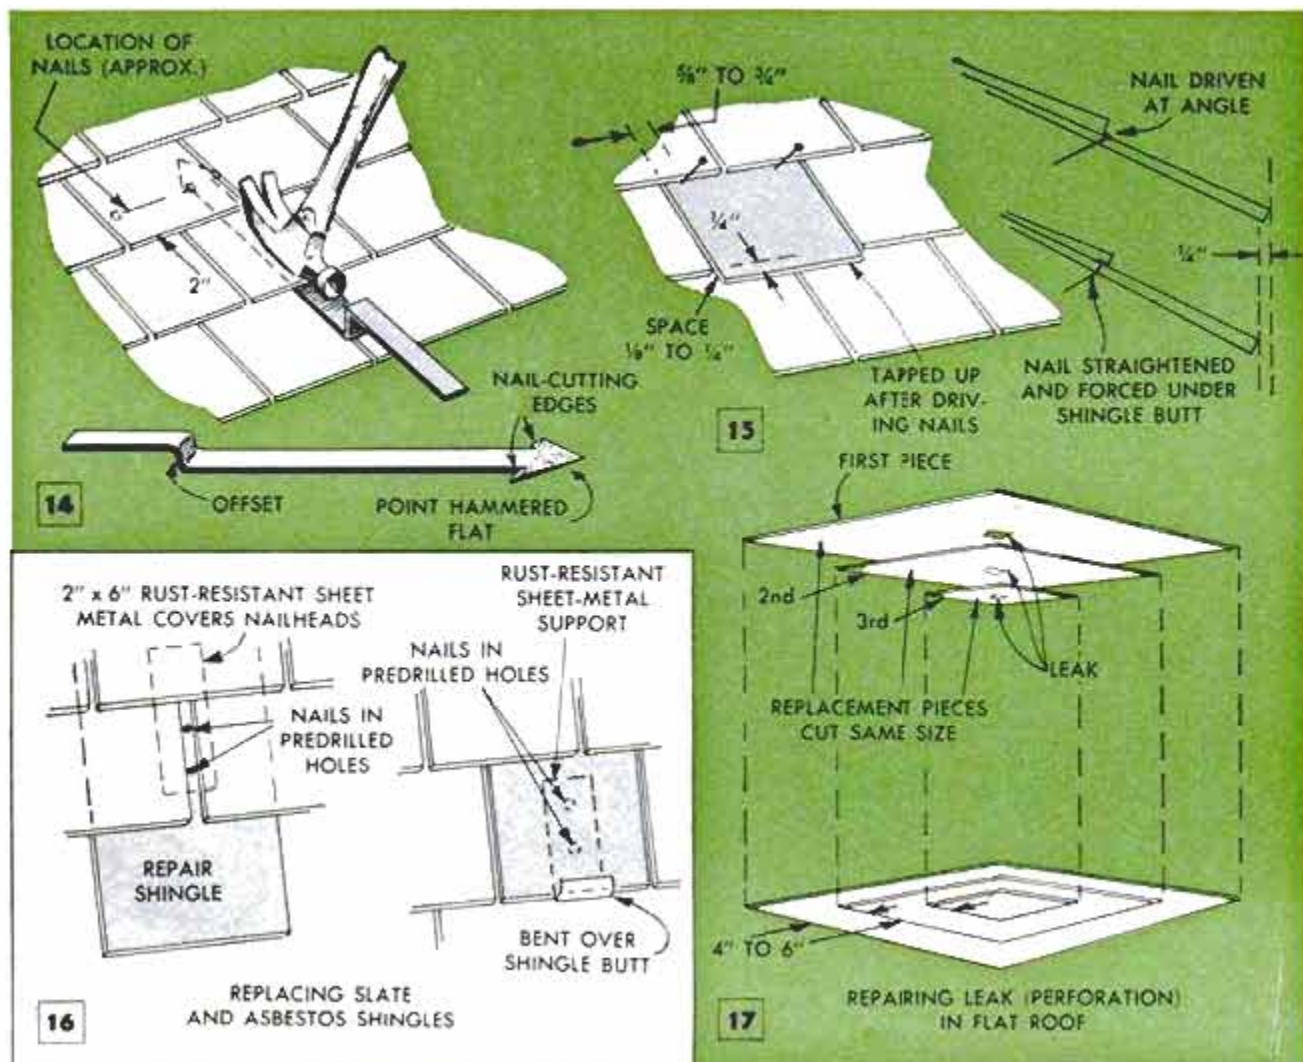 LOCATION OF
NAILS (APPROX.)
2"
NAIL-CUTTING
EDGES
OFFSET
POINT HAMMERED
FLAT
14
⅝" TO ¾"
NAIL DRIVEN
AT ANGLE
¼"
¼"
SPACE
⅛" TO ¼"
TAPPED UP
AFTER DRIV-
ING NAILS
NAIL STRAIGHTENED
AND FORCED UNDER
SHINGLE BUTT
15
2" x 6" RUST-RESISTANT SHEET
METAL COVERS NAILHEADS
NAILS IN
PREDRILLED
HOLES
REPAIR
SHINGLE
RUST-RESISTANT
SHEET-METAL
SUPPORT
NAILS IN
PREDRILLED HOLES
BENT OVER
SHINGLE BUTT
16
REPLACING SLATE
AND ASBESTOS SHINGLES
FIRST PIECE
2nd
3rd
LEAK
REPLACEMENT PIECES
CUT SAME SIZE
4" TO 6"
17
REPAIRING LEAK (PERFORATION)
IN FLAT ROOF